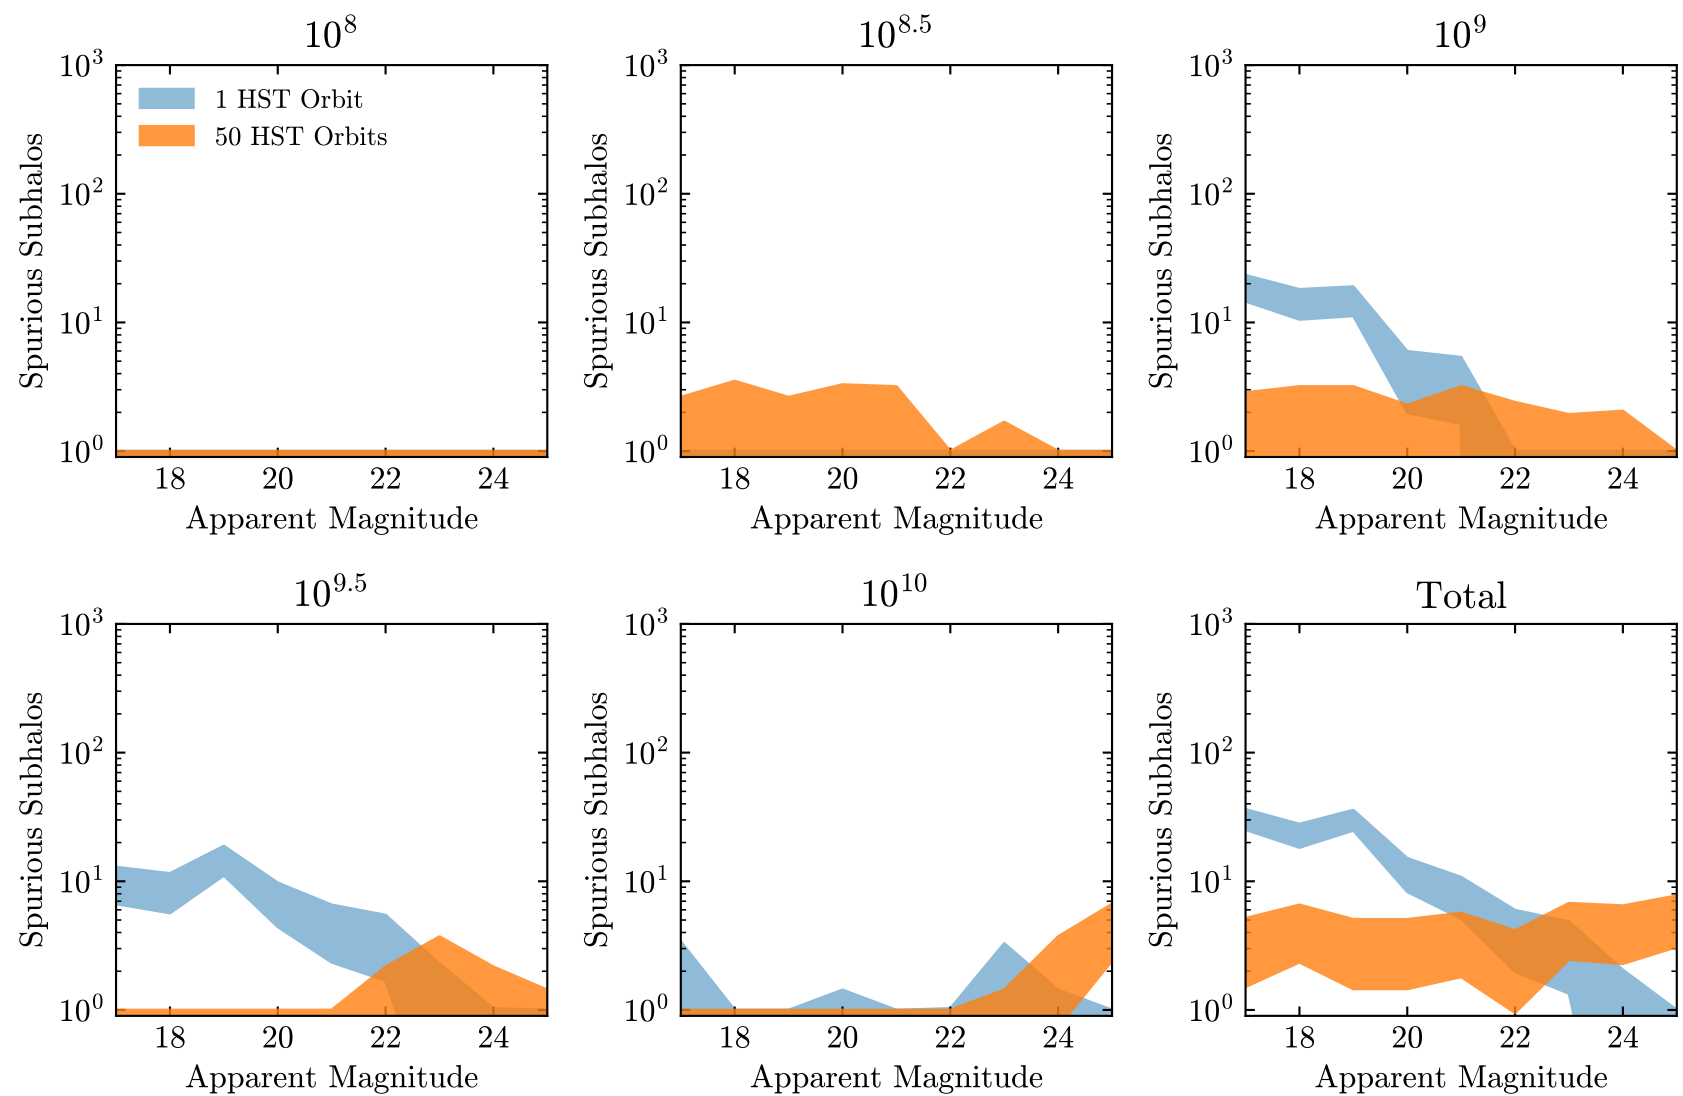 10^8
10^8.5
10^9
10^3
10^2
10^1
10^0
1 HST Orbit
50 HST Orbits
Spurious Subhalos
18 20 22 24
Apparent Magnitude
10^3
10^2
10^1
10^0
Spurious Subhalos
18 20 22 24
Apparent Magnitude
10^3
10^2
10^1
10^0
Spurious Subhalos
18 20 22 24
Apparent Magnitude
10^9.5
10^10
Total
10^3
10^2
10^1
10^0
Spurious Subhalos
18 20 22 24
Apparent Magnitude
10^3
10^2
10^1
10^0
Spurious Subhalos
18 20 22 24
Apparent Magnitude
10^3
10^2
10^1
10^0
Spurious Subhalos
18 20 22 24
Apparent Magnitude